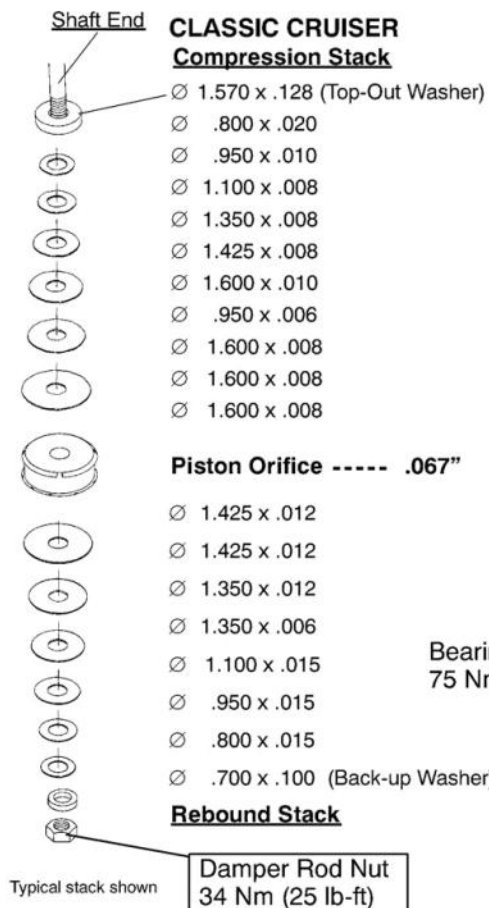 Shaft End
CLASSIC CRUISER
Compression Stack
∅ 1.570 x .128 (Top-Out Washer)
∅ .800 x .020
∅ .950 x .010
∅ 1.100 x .008
∅ 1.350 x .008
∅ 1.425 x .008
∅ 1.600 x .010
∅ .950 x .006
∅ 1.600 x .008
∅ 1.600 x .008
∅ 1.600 x .008
Piston Orifice ----- .067”
∅ 1.425 x .012
∅ 1.425 x .012
∅ 1.350 x .012
∅ 1.350 x .006
∅ 1.100 x .015
∅ .950 x .015
∅ .800 x .015
∅ .700 x .100 (Back-up Washer)
Rebound Stack
75
Damper Rod Nut
34 Nm (25 lb-ft)
Typical stack shown